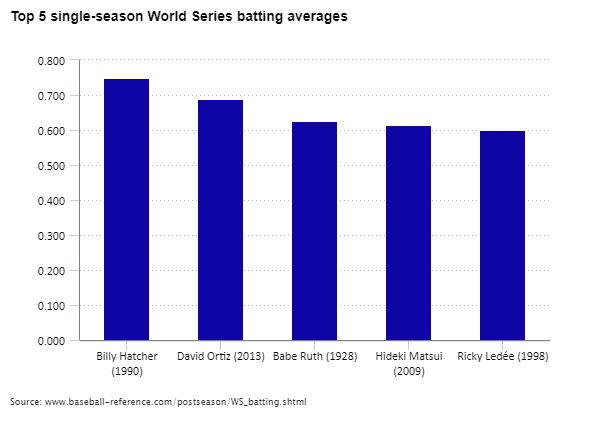 Top 5 single-season World Series batting averages
0.800
0.700
0.600
0.500
0.400
0.300
0.200
0.100
0.000
Billy Hatcher (1990)
David Ortiz (2013)
Babe Ruth (1928)
Hideki Matsui (2009)
Ricky Ledée (1998)
Source: www.baseball-reference.com/postseason/WS_batting.shtml